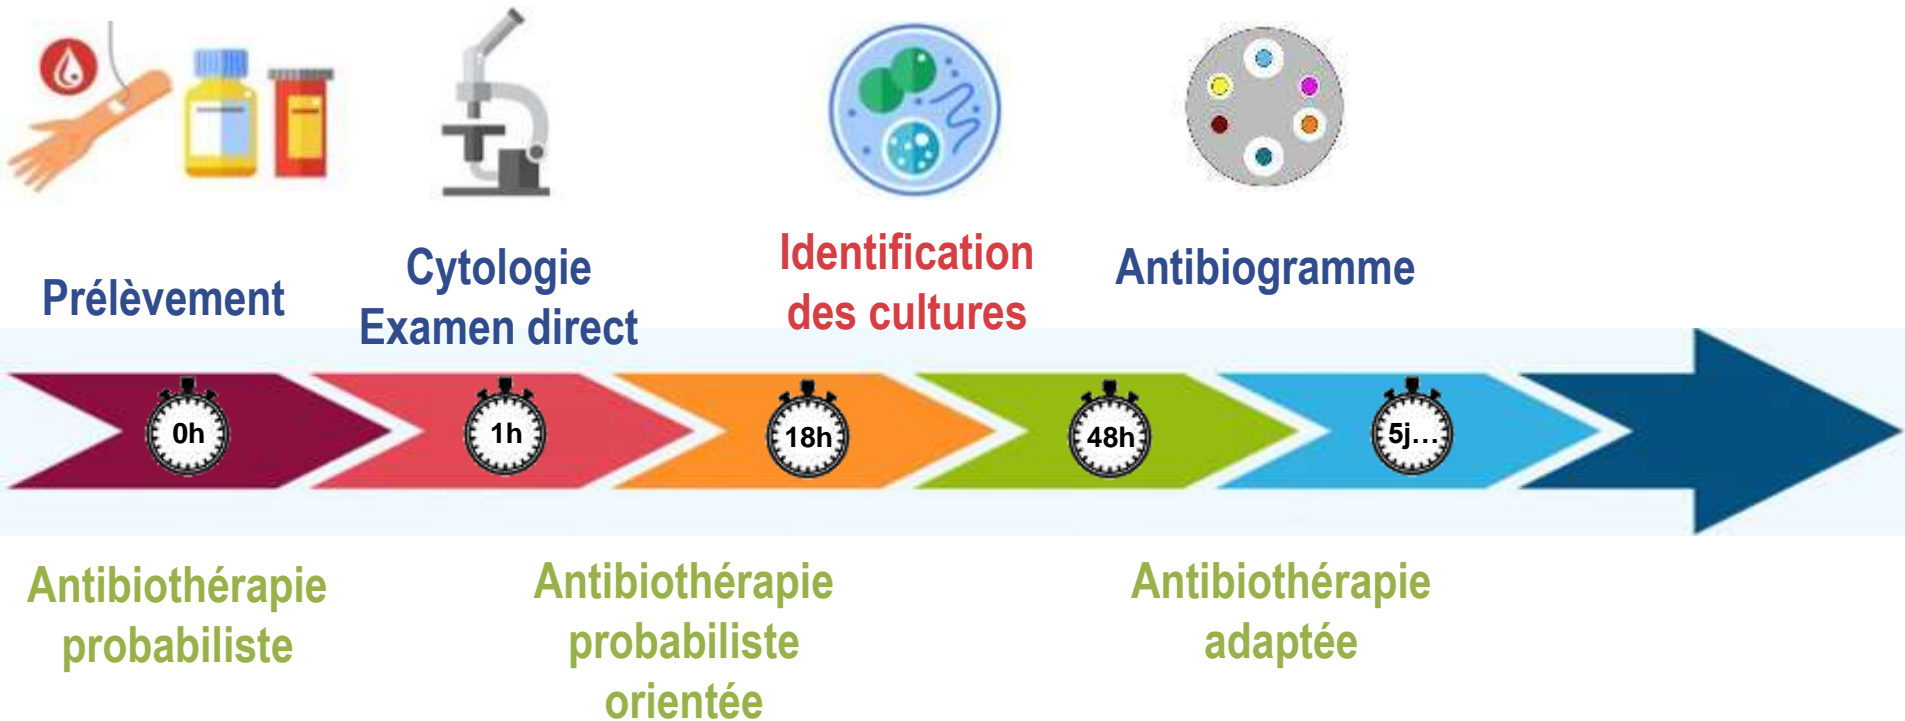 Prélèvement
Cytologie
Examen direct
Identification
des cultures
Antibiogramme
0h
1h
18h
48h
5j...
Antibiothérapie
probabiliste
Antibiothérapie
probabiliste
orientée
Antibiothérapie
adaptée